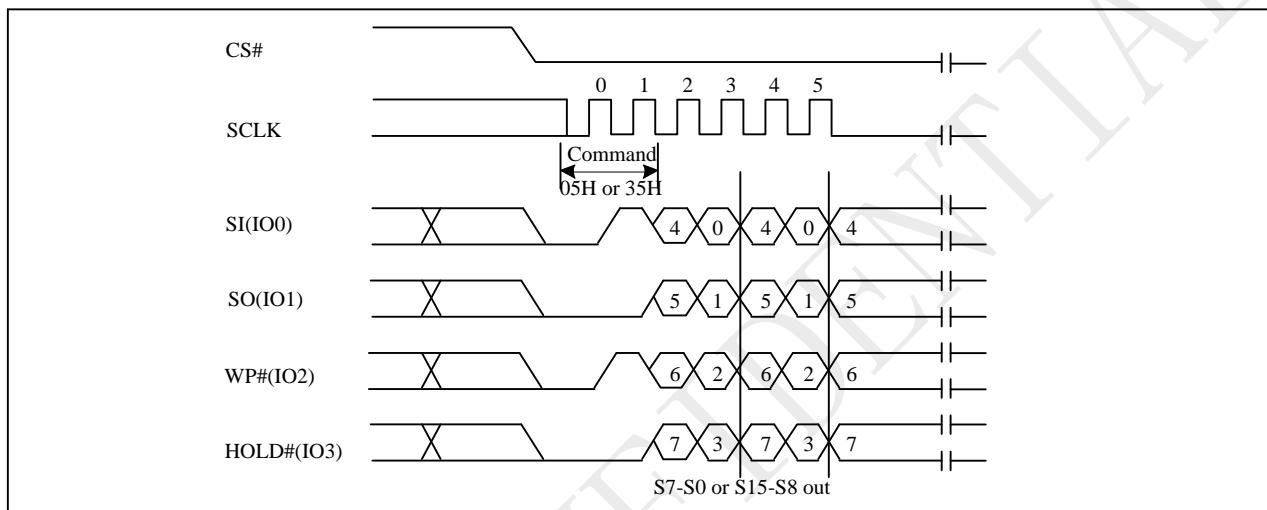 CS#
0 1 2 3 4 5
SCLK
Command
05H or 35H
SI(IO0) 4 0 4 0 4
SO(IO1) 5 1 5 1 5
WP#(IO2) 6 2 6 2 6
HOLD#(IO3) 7 3 7 3 7
S7-S0 or S15-S8 out